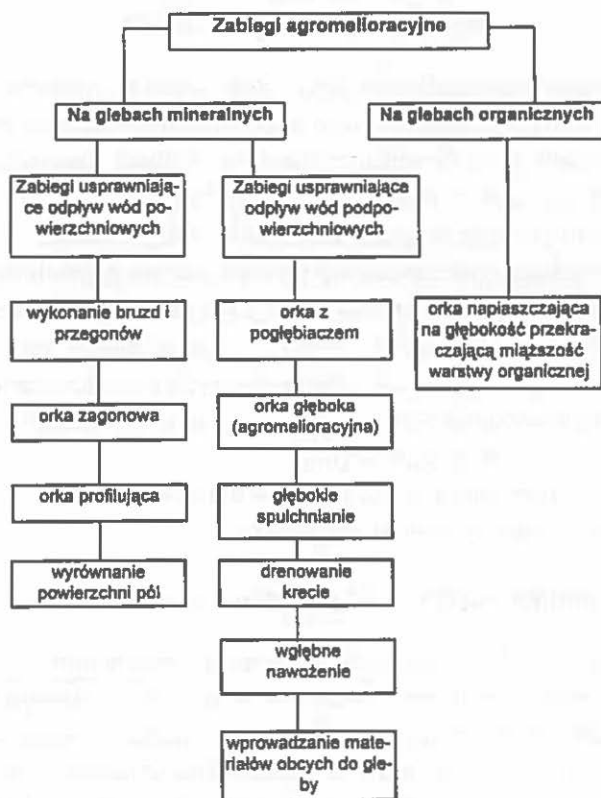 Zabiegi agromelioracyjne
Na glebach mineralnych
Na glebach organicznych
Zabiegi usprawniają-
ce odpływ wód po-
wierzchniowych
Zabiegi usprawniające
odpływ wód podpo-
wierzchniowych
wykonanie bruzd i
przegonów
orka z
pogłębiaczem
orka napiaszczająca
na głębokość przekra-
czającą miąższość
warstwy organicznej
orka zagonowa
orka głęboka
(agromelioracyjna)
orka profilująca
głębokie
spulchnianie
wyrównanie
powierzchni pól
drenowanie
krecie
wgłębne
nawożenie
wprowadzanie mate-
riałów obcych do gle-
by